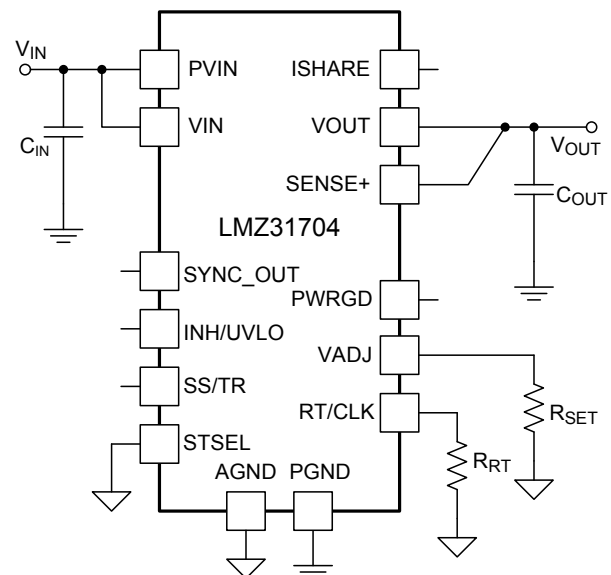 VIN
PVIN
ISHARE
VIN
VOUT
VOUT
CIN
SENSE+
COUT
LMZ31704
SYNC_OUT
PWRGD
INH/UVLO
VADJ
SS/TR
RT/CLK
RSET
STSEL
RRT
AGND
PGND